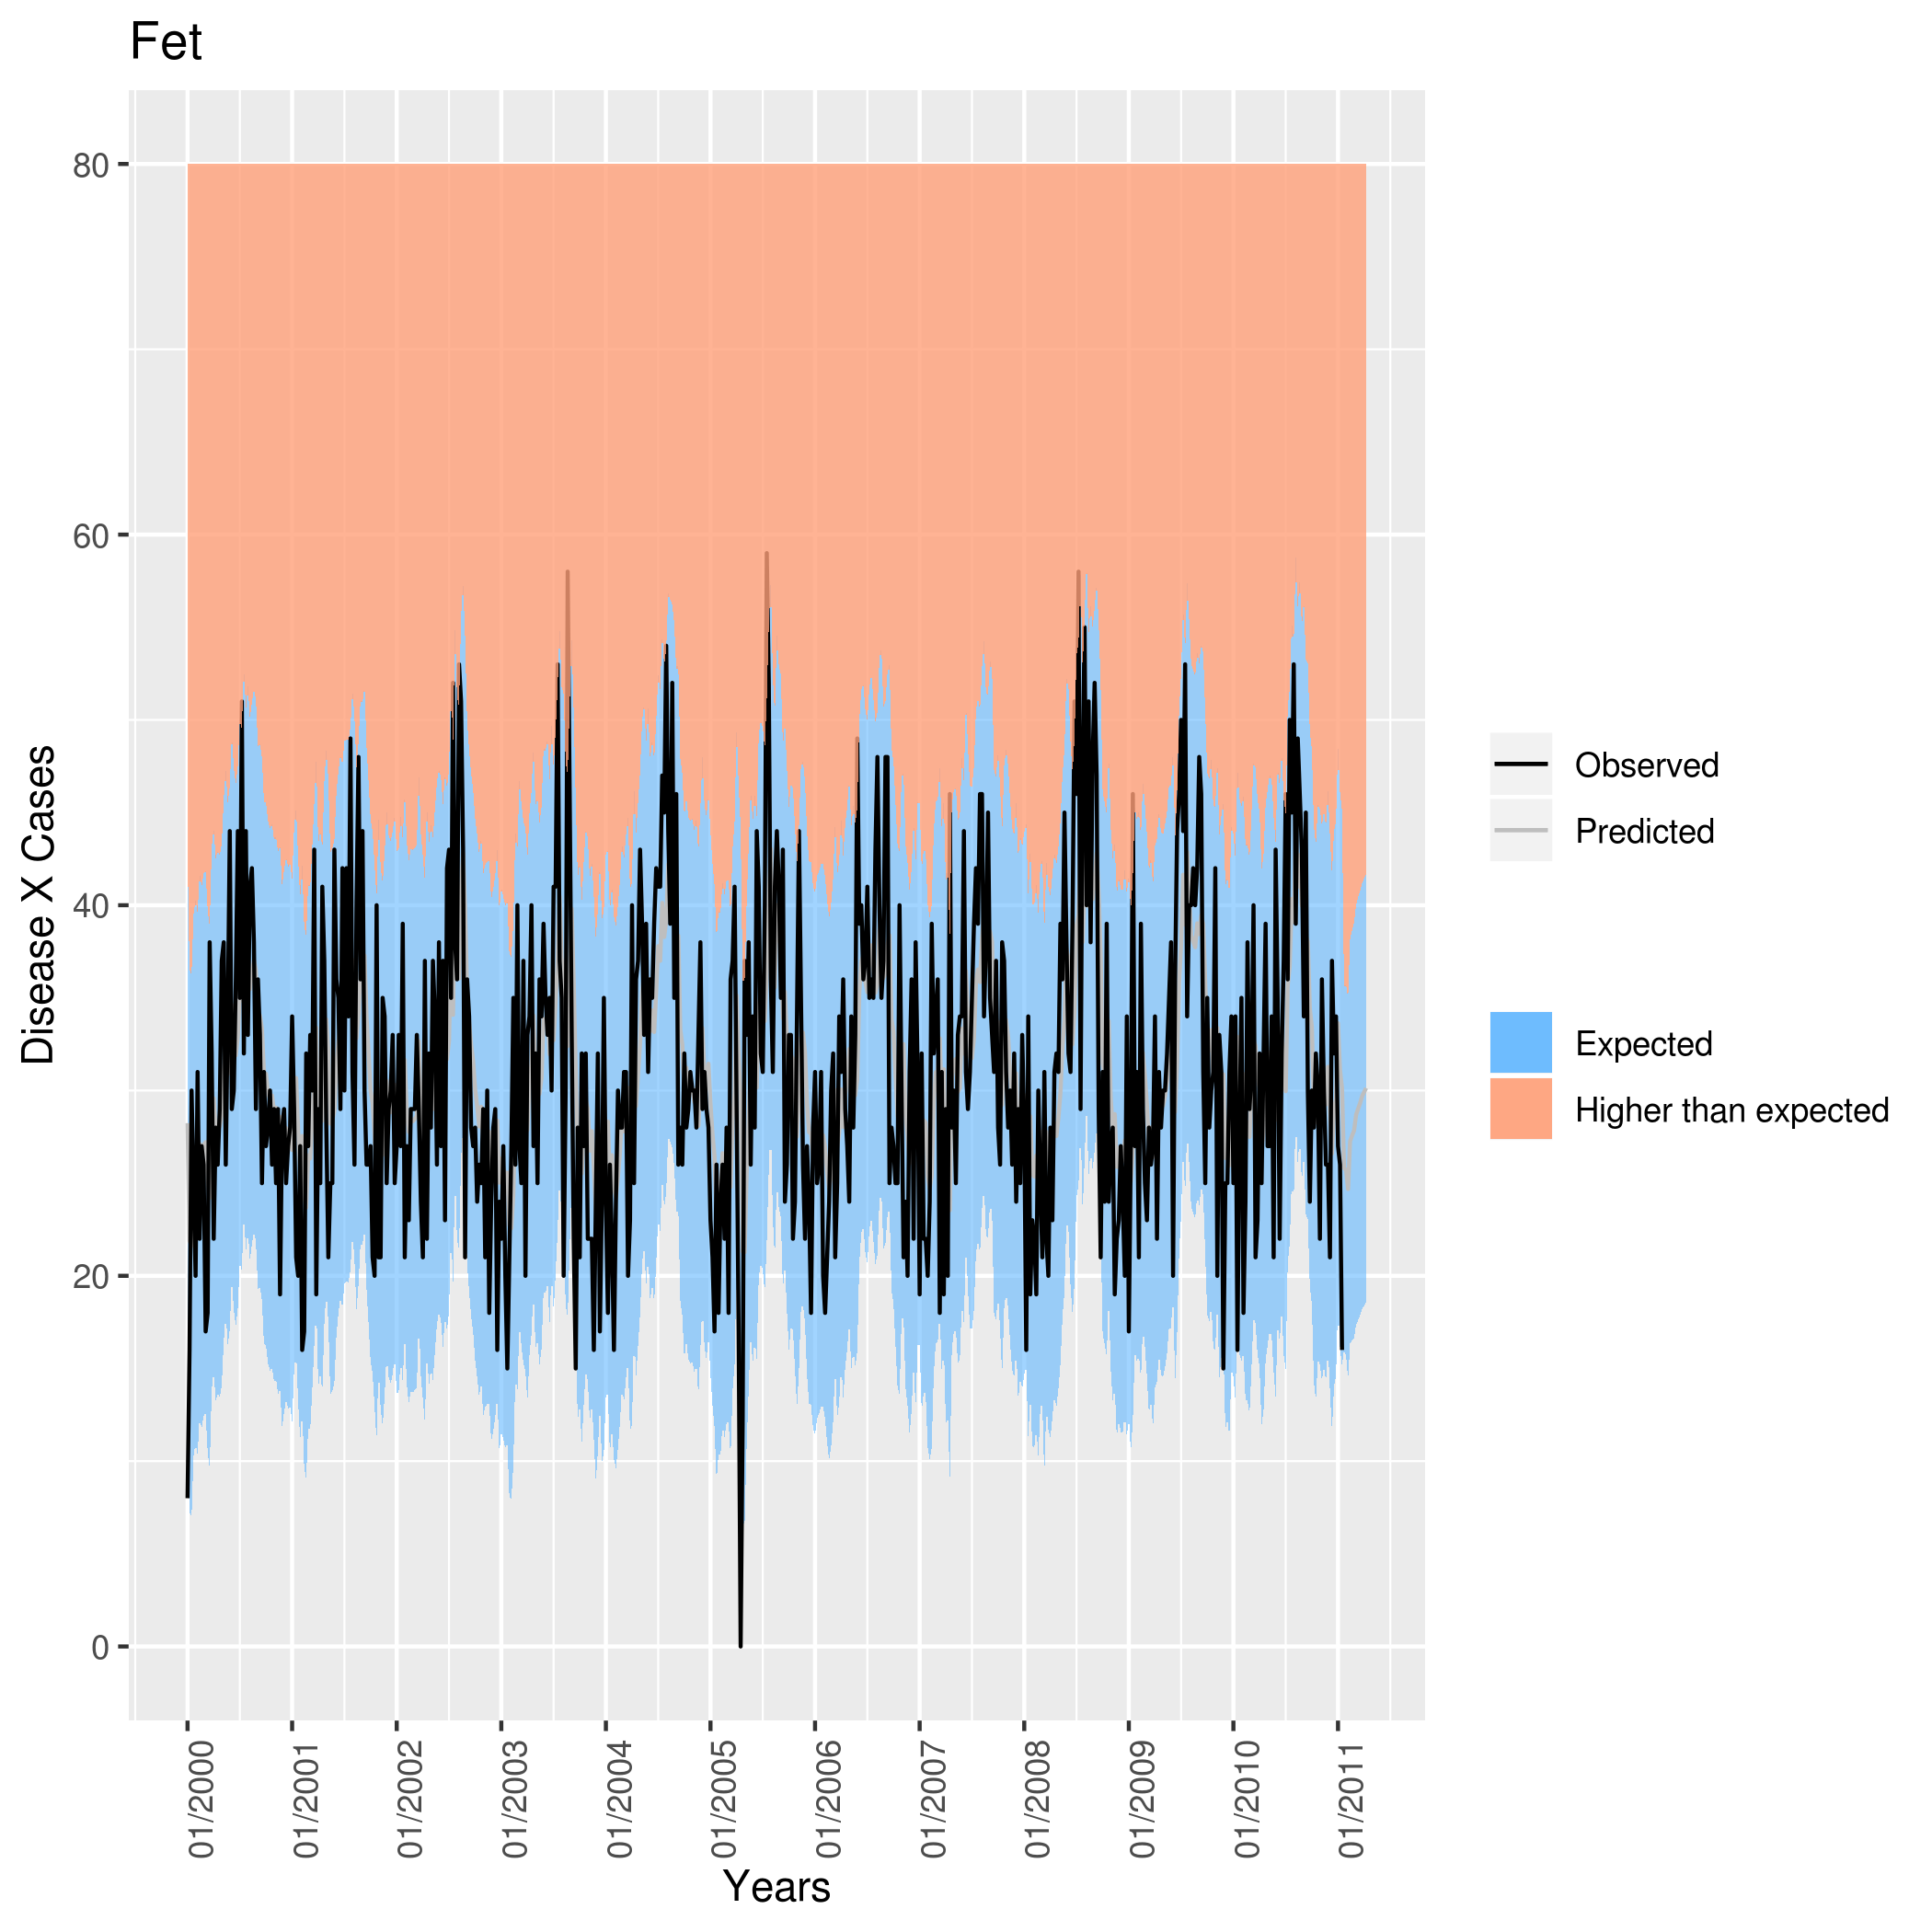 Fet
80
60
40
20
0
Disease X Cases
01/2000
01/2001
01/2002
01/2003
01/2004
01/2005
01/2006
01/2007
01/2008
01/2009
01/2010
01/2011
Years
Observed
Predicted
Expected
Higher than expected